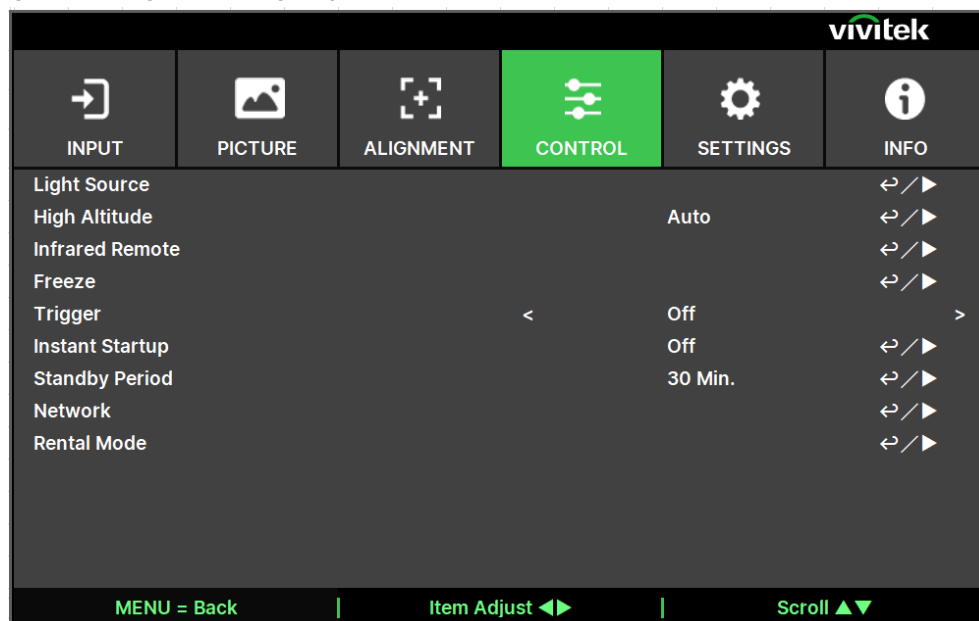 vivitek
INPUT PICTURE ALIGNMENT CONTROL SETTINGS INFO
Light Source ↩/▶
High Altitude Auto ↩/▶
Infrared Remote ↩/▶
Freeze ↩/▶
Trigger < Off >
Instant Startup Off ↩/▶
Standby Period 30 Min. ↩/▶
Network ↩/▶
Rental Mode ↩/▶
MENU = Back | Item Adjust ◀▶ | Scroll ▲▼